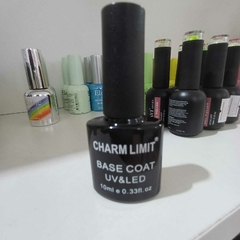 CHARM LIMIT®
BASE COAT
UV&LED
10ml e 0.33fl.oz